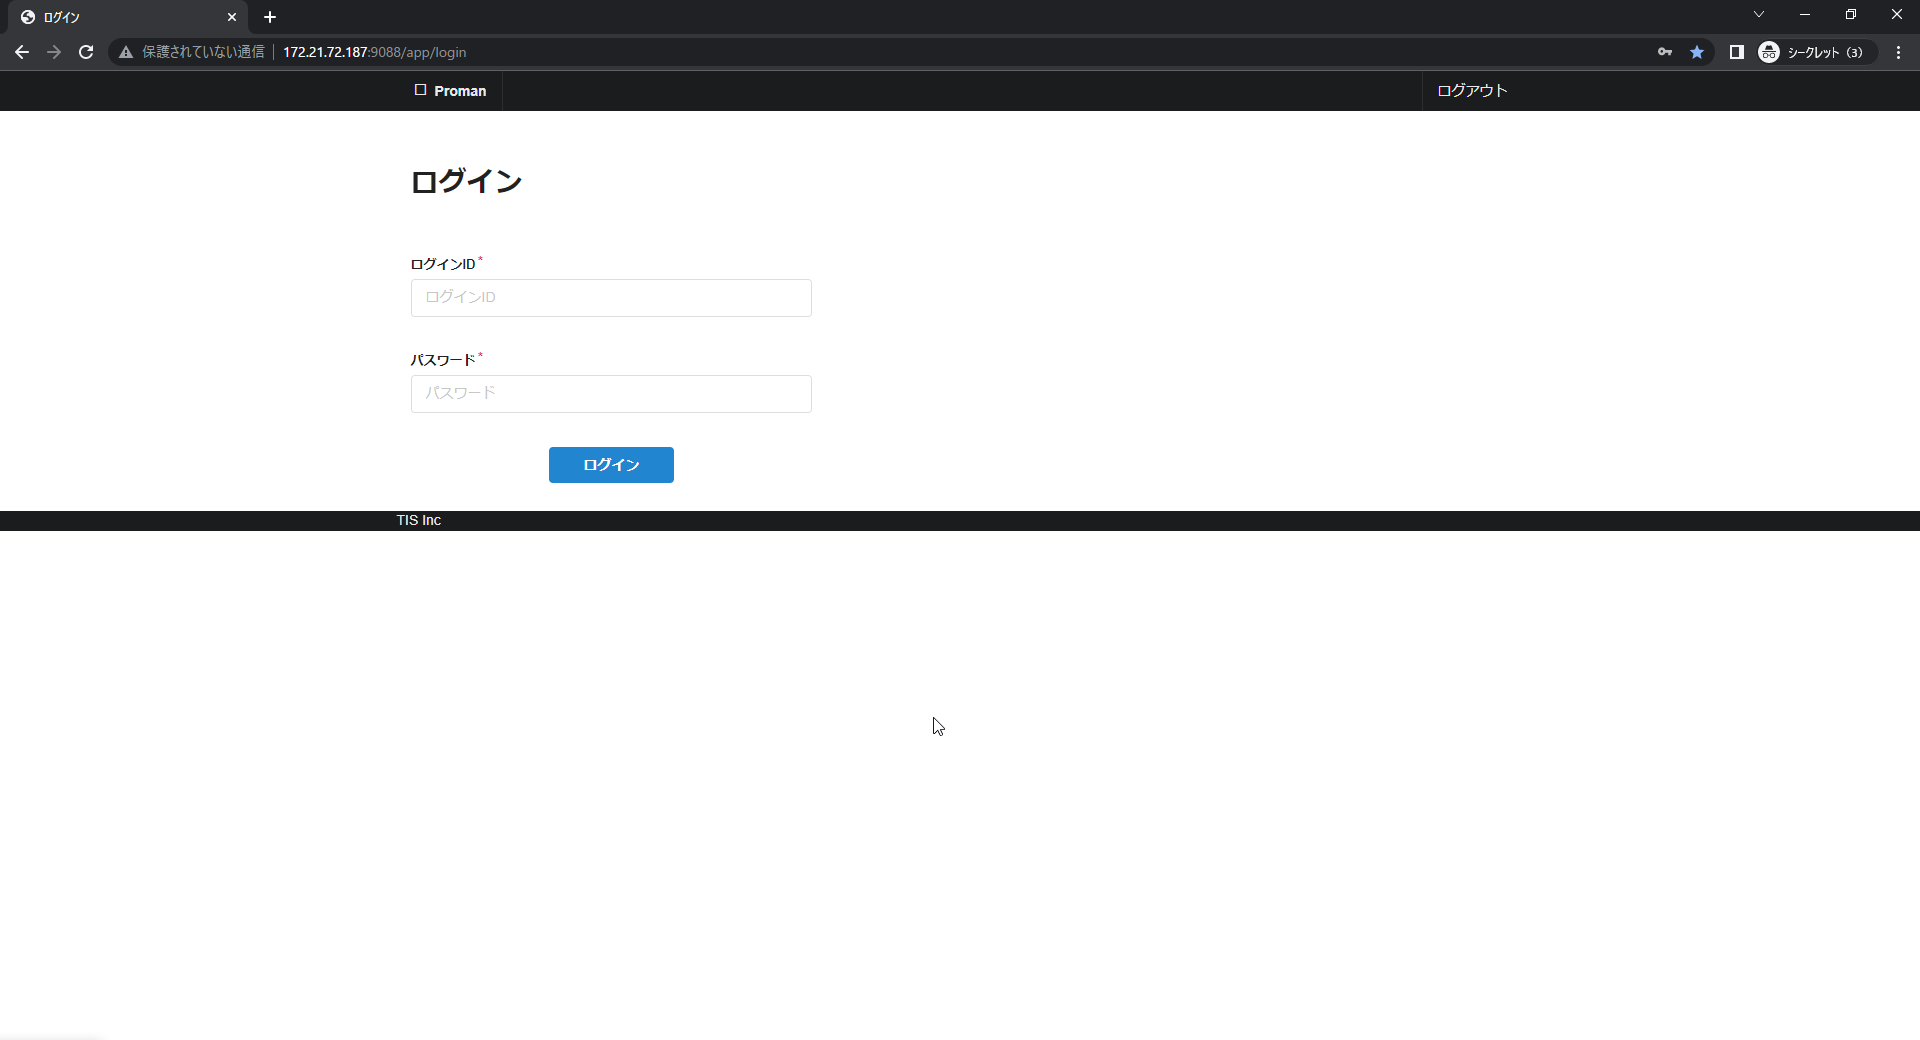 ログイン
保護されていない通信
172.21.72.187:9088/app/login
シークレット (3)
Proman
ログアウト
ログイン
ログインID*
ログインID
パスワード*
パスワード
ログイン
TIS Inc